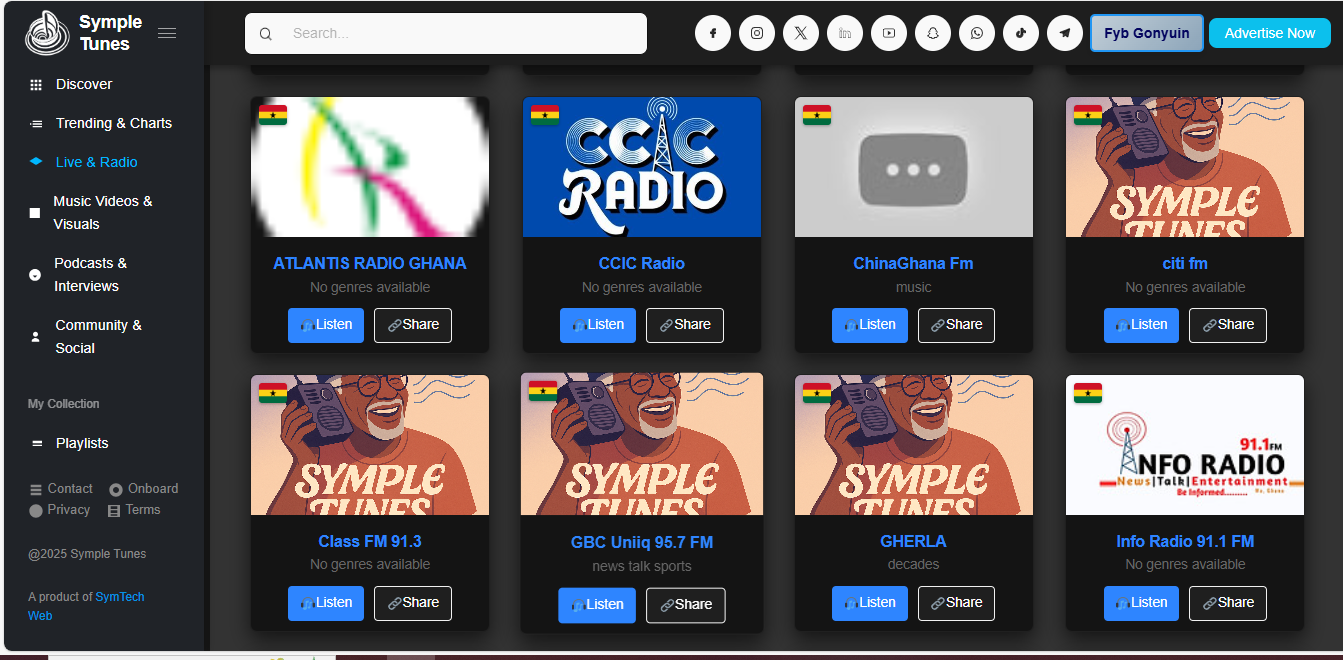 Symple
Tunes
Search...
in
Fyb Gonyuin
Advertise Now
Discover
Trending & Charts
Live & Radio
Music Videos &
Visuals
Podcasts &
Interviews
Community &
Social
My Collection
Playlists
Contact
Onboard
Privacy
Terms
@2025 Symple Tunes
A product of SymTech
Web
CCIC
RADIO
SYMPLE
TUNES
ATLANTIS RADIO GHANA
CCIC Radio
ChinaGhana Fm
citi fm
No genres available
No genres available
music
No genres available
Listen
Share
Listen
Share
Listen
Share
Listen
Share
SYMPLE
TUNES
SYMPLE
TUNES
SYMPLE
TUNES
91.1FM
INFO RADIO
News|Talk|Entertainment
Be Informed.........
Ho, Ghana
Class FM 91.3
GBC Uniiq 95.7 FM
GHERLA
Info Radio 91.1 FM
No genres available
news talk sports
decades
No genres available
Listen
Share
Listen
Share
Listen
Share
Listen
Share